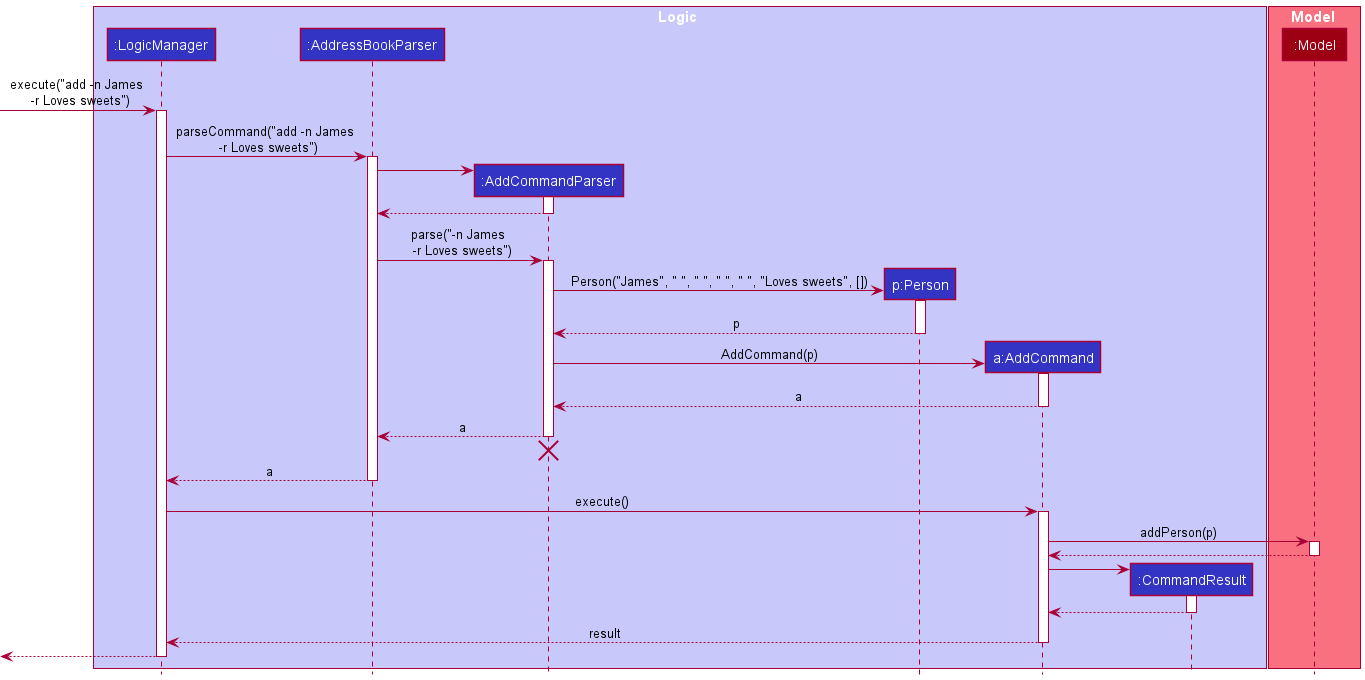 Logic
Model
:LogicManager
:AddressBookParser
:Model
execute("add -n James
-r Loves sweets")
parseCommand("add -n James
-r Loves sweets")
:AddCommandParser
parse("-n James
-r Loves sweets")
Person("James", " ", " ", " ", " ", "Loves sweets", [])
p:Person
p
AddCommand(p)
a:AddCommand
a
a
a
execute()
addPerson(p)
:CommandResult
result